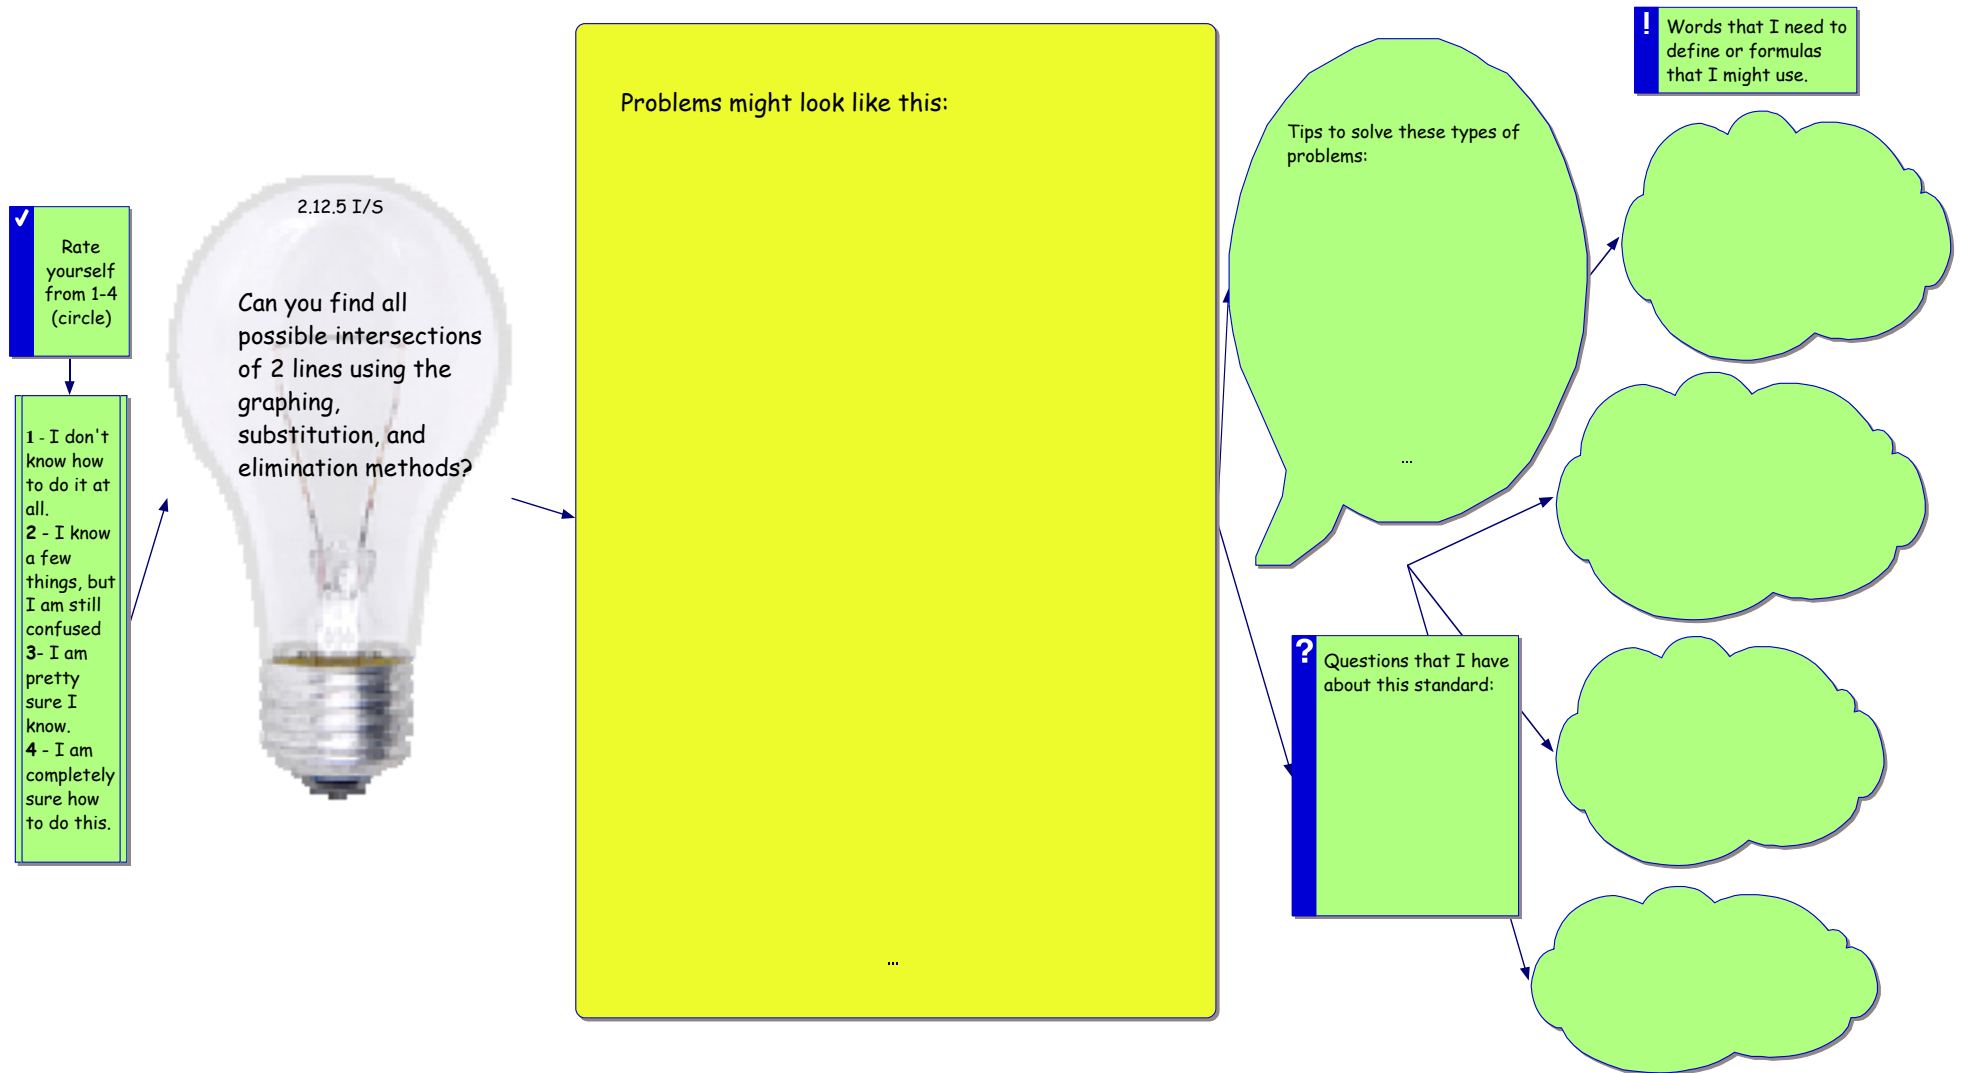 Rate
yourself
from 1-4
(circle)
1 - I don't
know how
to do it at
all.
2 - I know
a few
things, but
I am still
confused
3- I am
pretty
sure I
know.
4 - I am
completely
sure how
to do this.
2.12.5 I/S
Can you find all
possible intersections
of 2 lines using the
graphing,
substitution, and
elimination methods?
Problems might look like this:
...
Tips to solve these types of
problems:
...
? Questions that I have
about this standard:
! Words that I need to
define or formulas
that I might use.